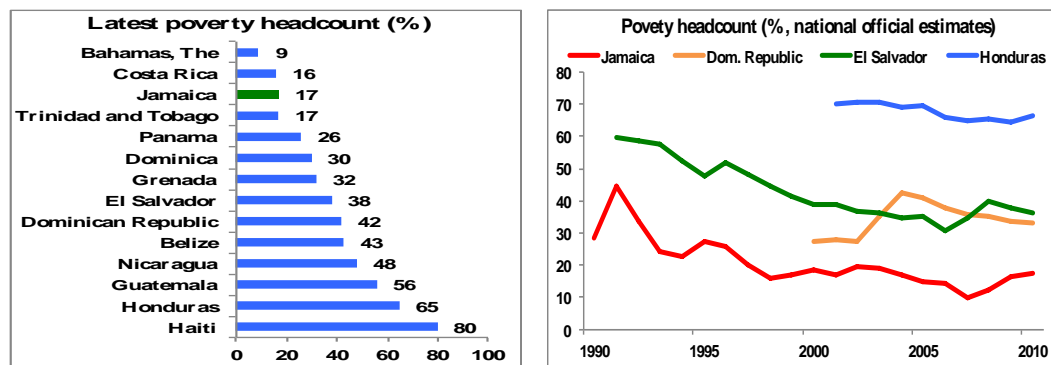 Latest poverty headcount (%)
Bahamas, The 9
Costa Rica 16
Jamaica 17
Trinidad and Tobago 17
Panama 26
Dominica 30
Grenada 32
El Salvador 38
Dominican Republic 42
Belize 43
Nicaragua 48
Guatemala 56
Honduras 65
Haiti 80
0 20 40 60 80 100
Povety headcount (%, national official estimates)
Jamaica Dom. Republic El Salvador Honduras
80
70
60
50
40
30
20
10
0
1990 1995 2000 2005 2010